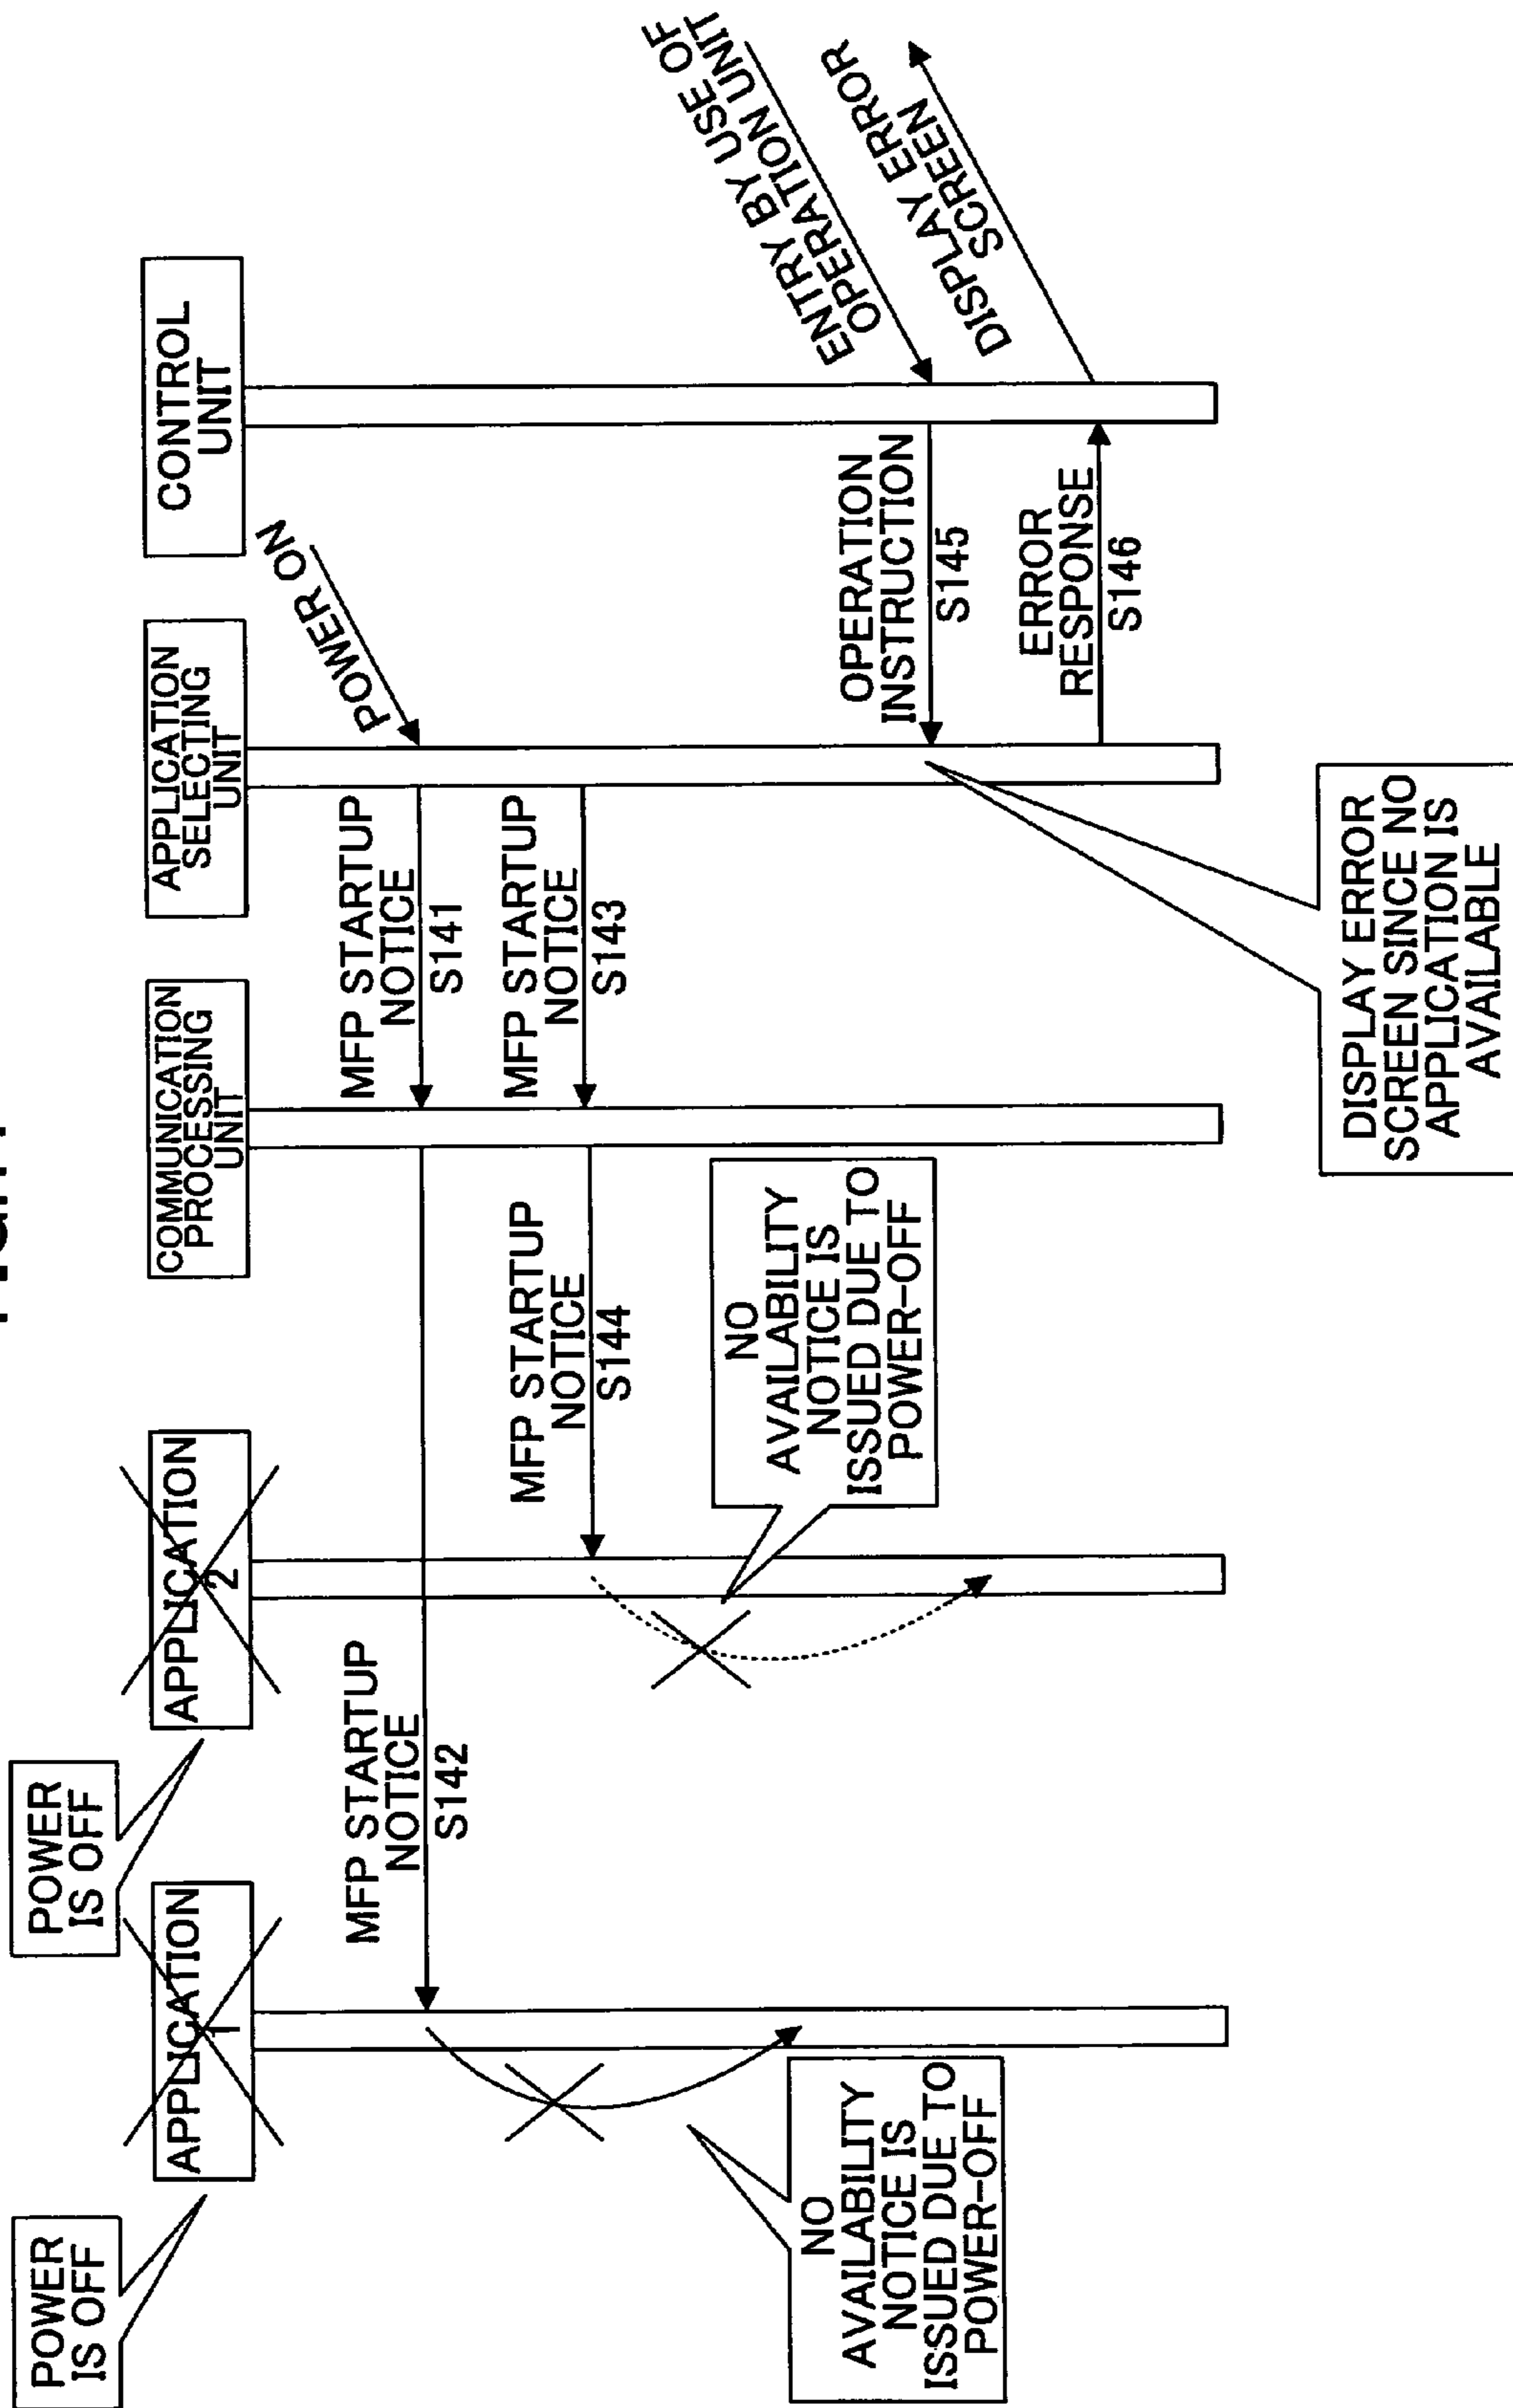 POWER
IS OFF
POWER
IS OFF
APPLICATION
1
APPLICATION
2
COMMUNICATION
PROCESSING
UNIT
APPLICATION
SELECTING
UNIT
CONTROL
UNIT
POWER ON
MFP STARTUP
NOTICE
S141
MFP STARTUP
NOTICE
S142
MFP STARTUP
NOTICE
S143
MFP STARTUP
NOTICE
S144
NO
AVAILABILITY
NOTICE IS
ISSUED DUE TO
POWER-OFF
NO
AVAILABILITY
NOTICE IS
ISSUED DUE TO
POWER-OFF
ENTRY BY USE OF
OPERATION UNIT
OPERATION
INSTRUCTION
S145
DISPLAY ERROR
SCREEN
ERROR
RESPONSE
S146
DISPLAY ERROR
SCREEN SINCE NO
APPLICATION IS
AVAILABLE